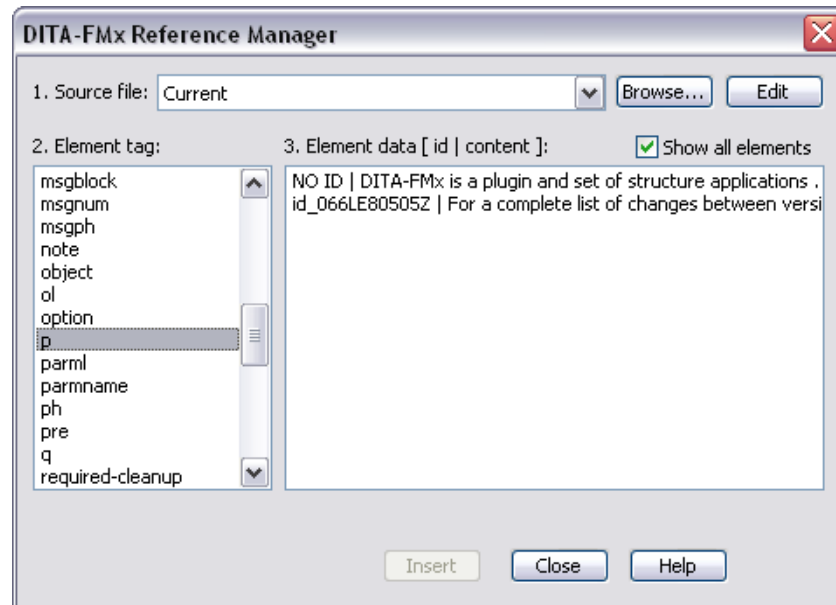 DITA-FMx Reference Manager
1. Source file: Current Browse... Edit
2. Element tag: 3. Element data [ id | content ]: Show all elements
msgblock
msgnum
msgph
note
object
ol
option
p
parml
parmname
ph
pre
q
required-cleanup
NO ID | DITA-FMx is a plugin and set of structure applications .
id_066LE80505Z | For a complete list of changes between versi
Insert Close Help